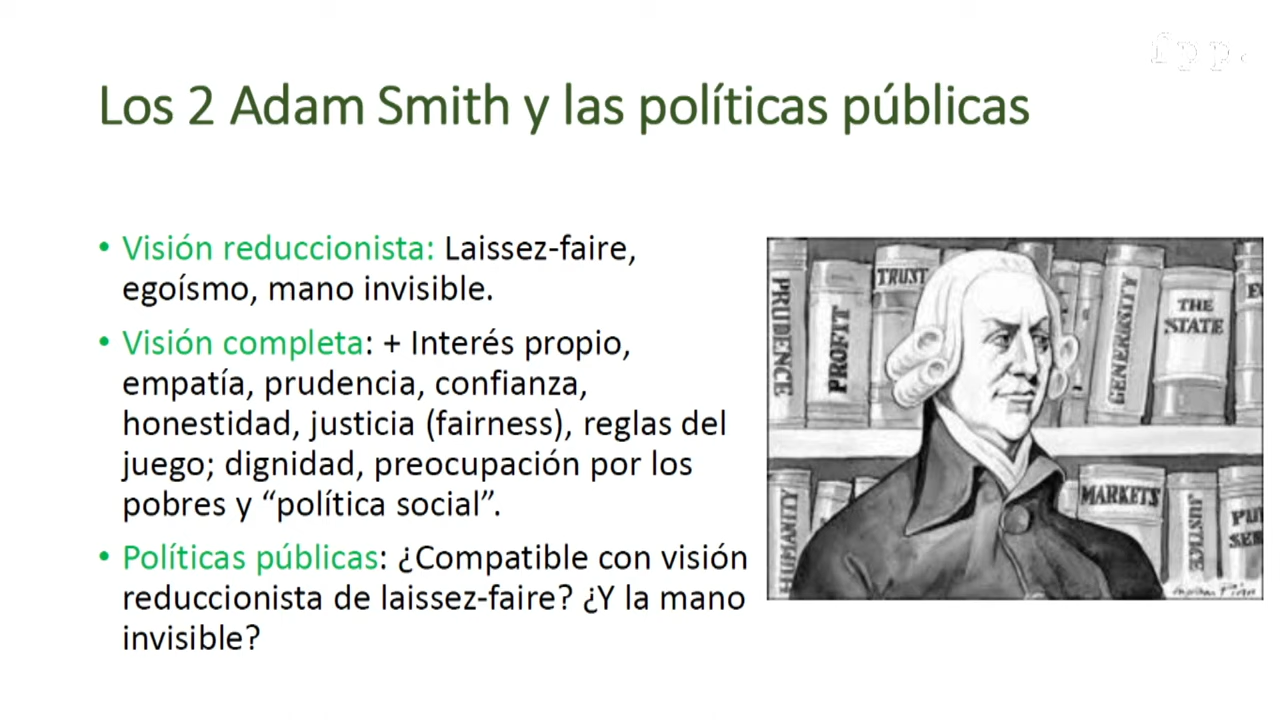 fpp.
Los 2 Adam Smith y las políticas públicas
• Visión reduccionista: Laissez-faire,
egoísmo, mano invisible.
• Visión completa: + Interés propio,
empatía, prudencia, confianza,
honestidad, justicia (fairness), reglas del
juego; dignidad, preocupación por los
pobres y “política social”.
• Políticas públicas: ¿Compatible con visión
reduccionista de laissez-faire? ¿Y la mano
invisible?
PRUDENCE
PROFIT
TRUST
GENEROSITY
THE
STATE
HUMANITY
MARKETS
JUSTICE